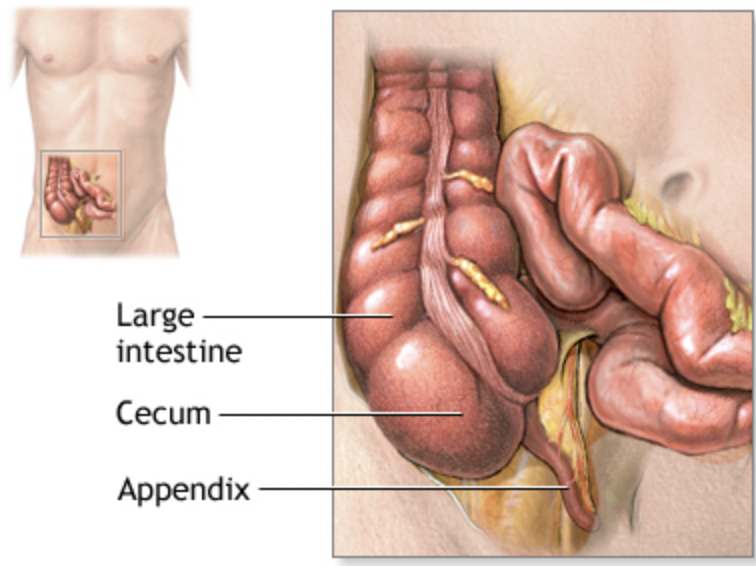 Large
intestine
Cecum
Appendix